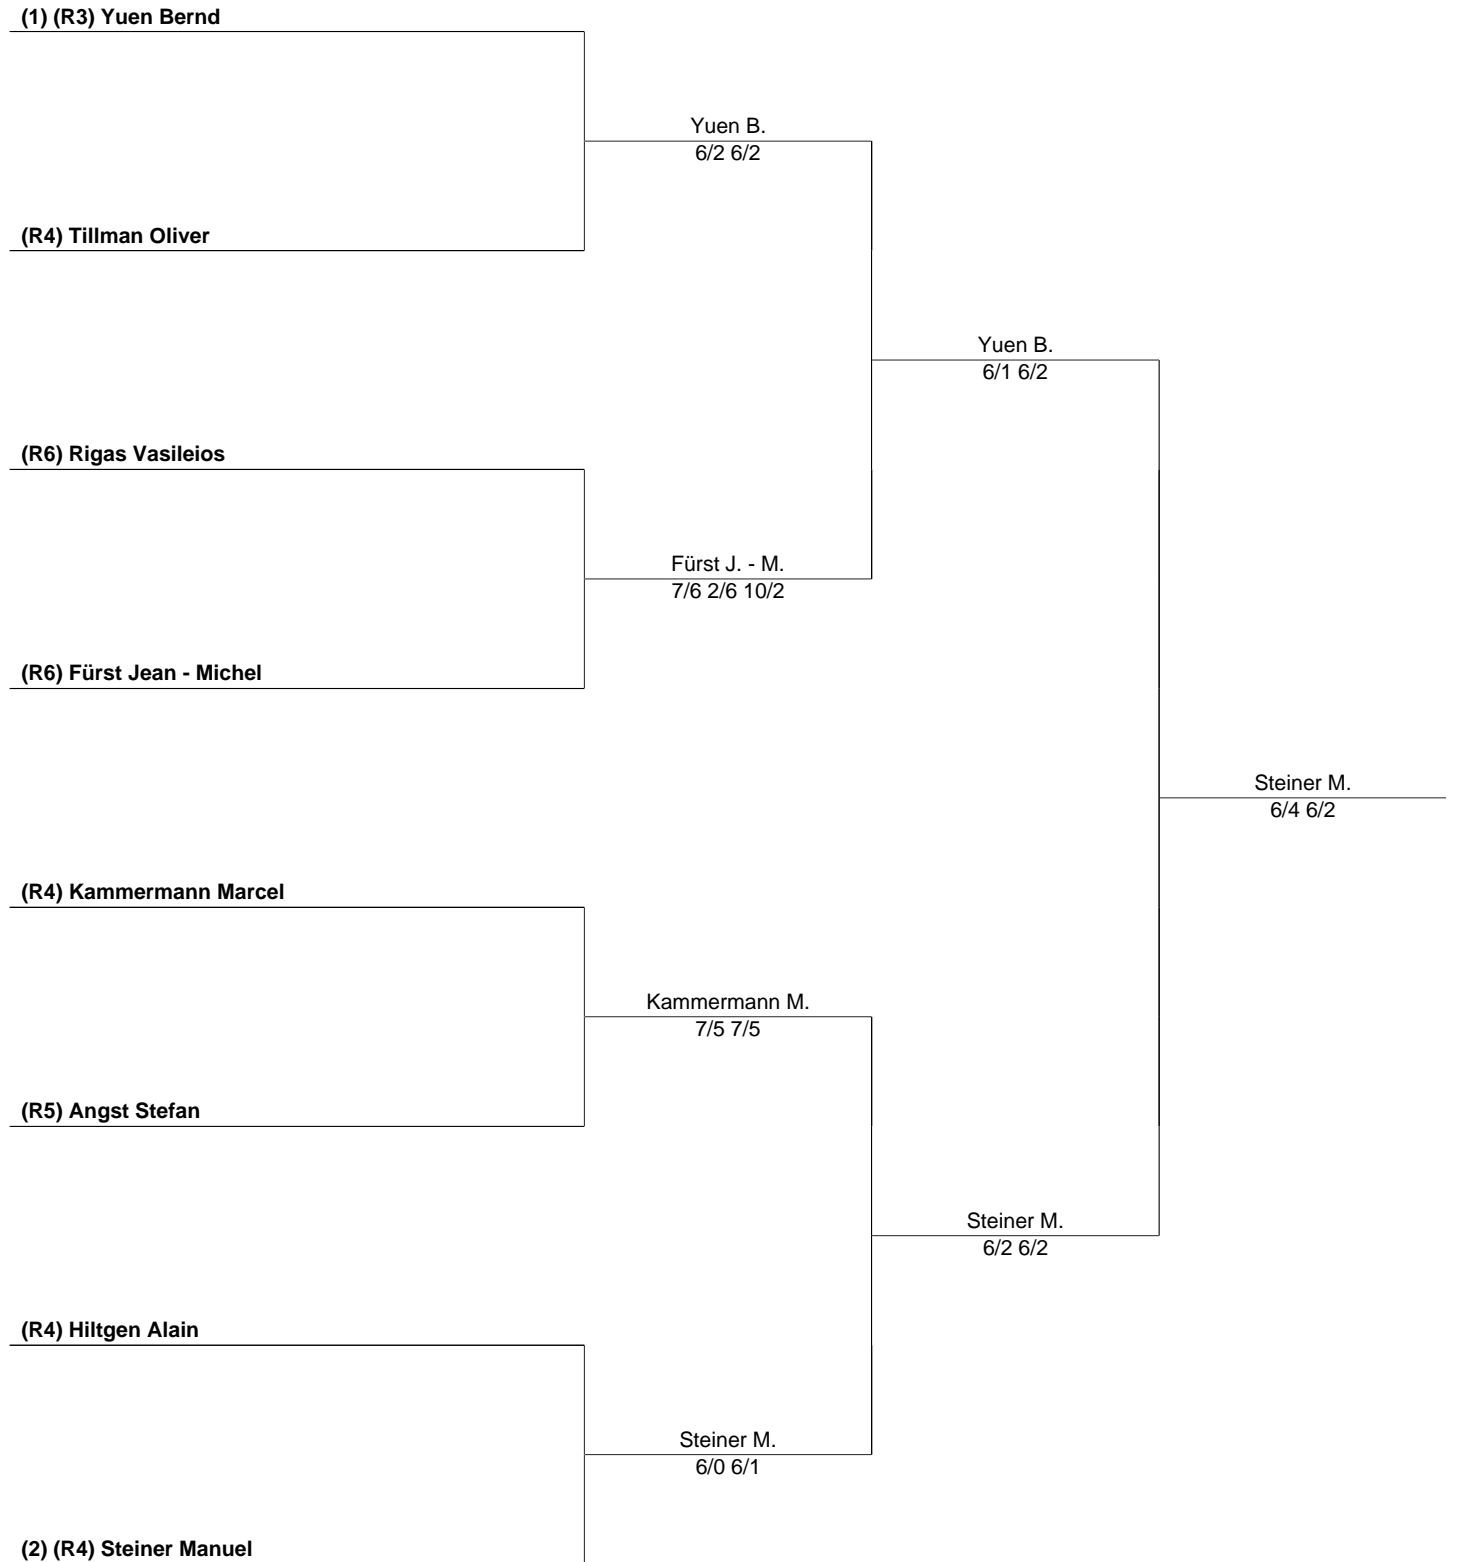 (1) (R3) Yuen Bernd
Yuen B.
6/2 6/2
(R4) Tillman Oliver
Yuen B.
6/1 6/2
(R6) Rigas Vasileios
Fürst J. - M.
7/6 2/6 10/2
(R6) Fürst Jean - Michel
Steiner M.
6/4 6/2
(R4) Kammermann Marcel
Kammermann M.
7/5 7/5
(R5) Angst Stefan
Steiner M.
6/2 6/2
(R4) Hiltgen Alain
Steiner M.
6/0 6/1
(2) (R4) Steiner Manuel